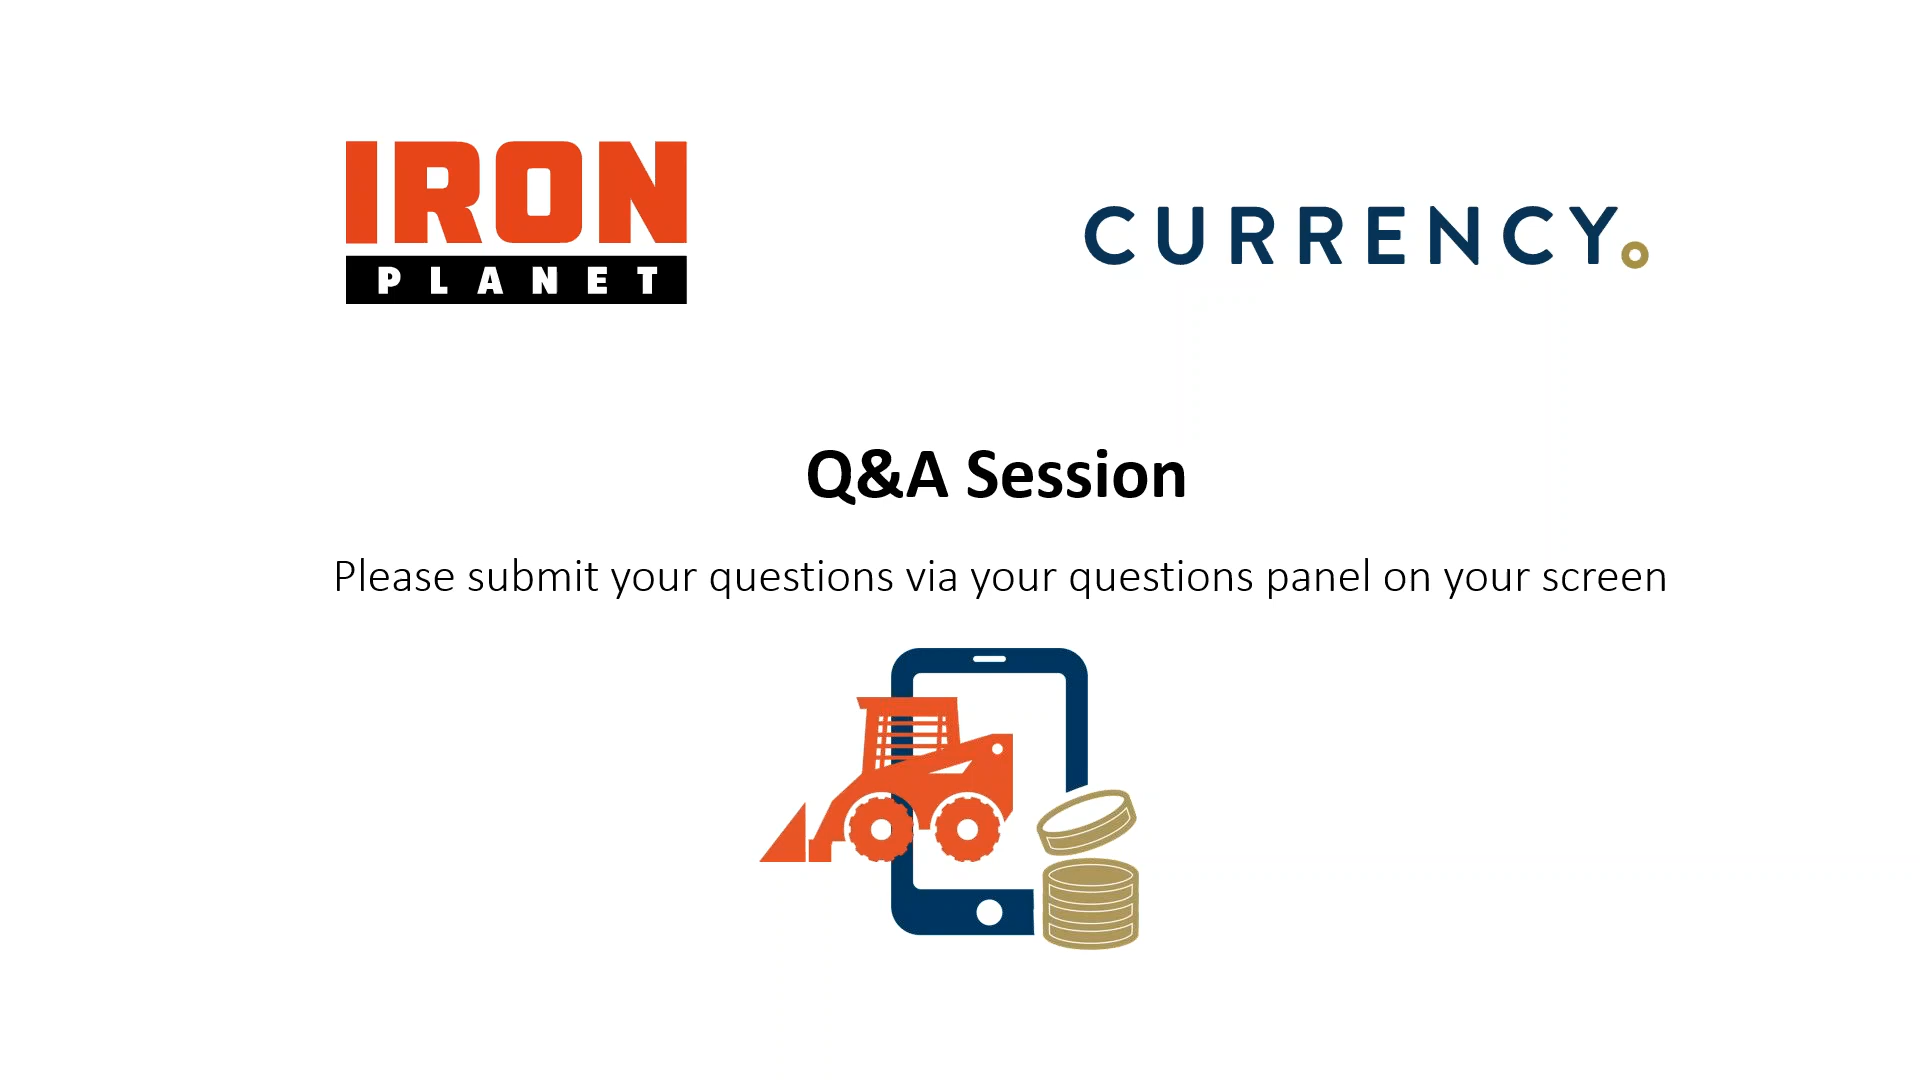 IRON
PLANET
CURRENCY
Q&A Session
Please submit your questions via your questions panel on your screen